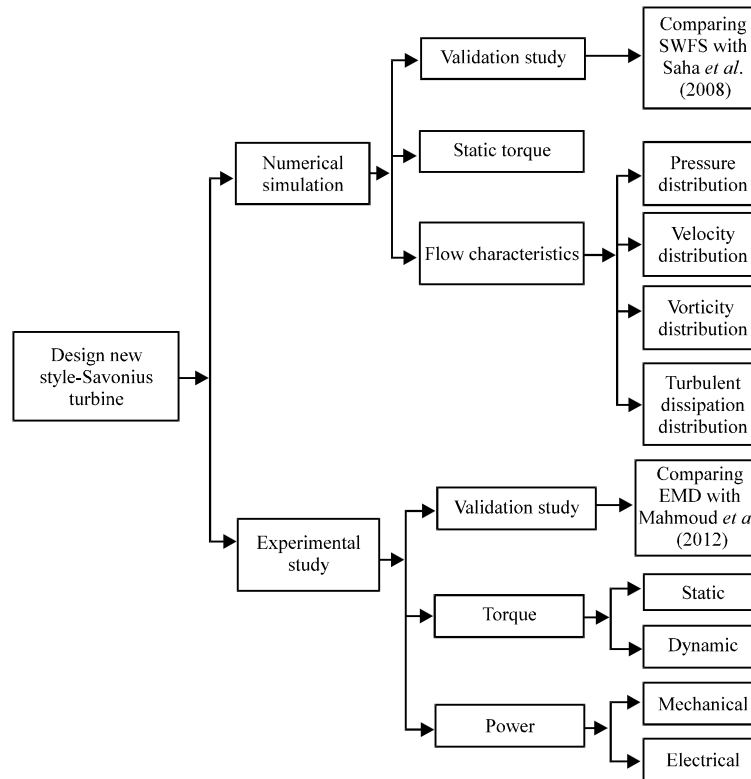 Comparing
SWFS with
Saha et al.
(2008)
Validation study
Numerical
simulation
Static torque
Pressure
distribution
Flow characteristics
Velocity
distribution
Vorticity
distribution
Turbulent
dissipation
distribution
Design new
style-Savonius
turbine
Comparing
EMD with
Mahmoud et a
(2012)
Validation study
Experimental
study
Torque
Static
Dynamic
Power
Mechanical
Electrical